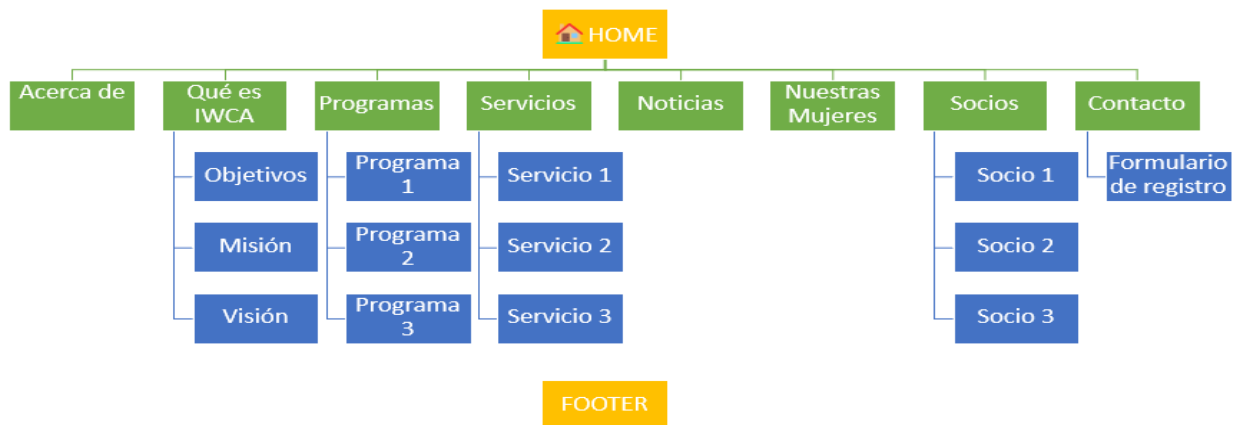 HOME
Acerca de
Qué es
IWCA
Programas
Servicios
Noticias
Nuestras
Mujeres
Socios
Contacto
Objetivos
Misión
Visión
Programa
1
Programa
2
Programa
3
Servicio 1
Servicio 2
Servicio 3
Socio 1
Socio 2
Socio 3
Formulario
de registro
FOOTER